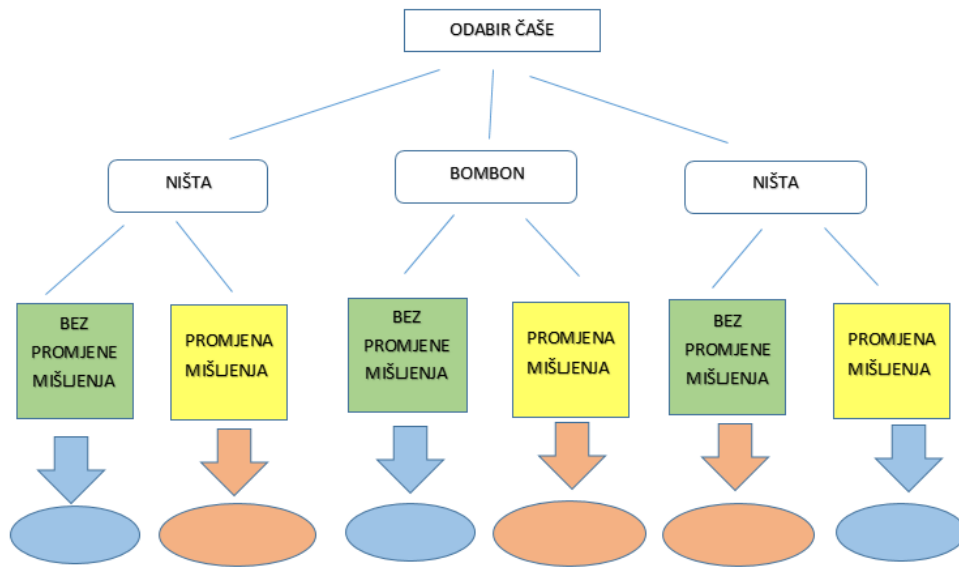 ODABIR ČAŠE
NIŠTA
BOMBON
NIŠTA
BEZ
PROMJENE
MIŠLJENJA
PROMJENA
MIŠLJENJA
BEZ
PROMJENE
MIŠLJENJA
PROMJENA
MIŠLJENJA
BEZ
PROMJENE
MIŠLJENJA
PROMJENA
MIŠLJENJA